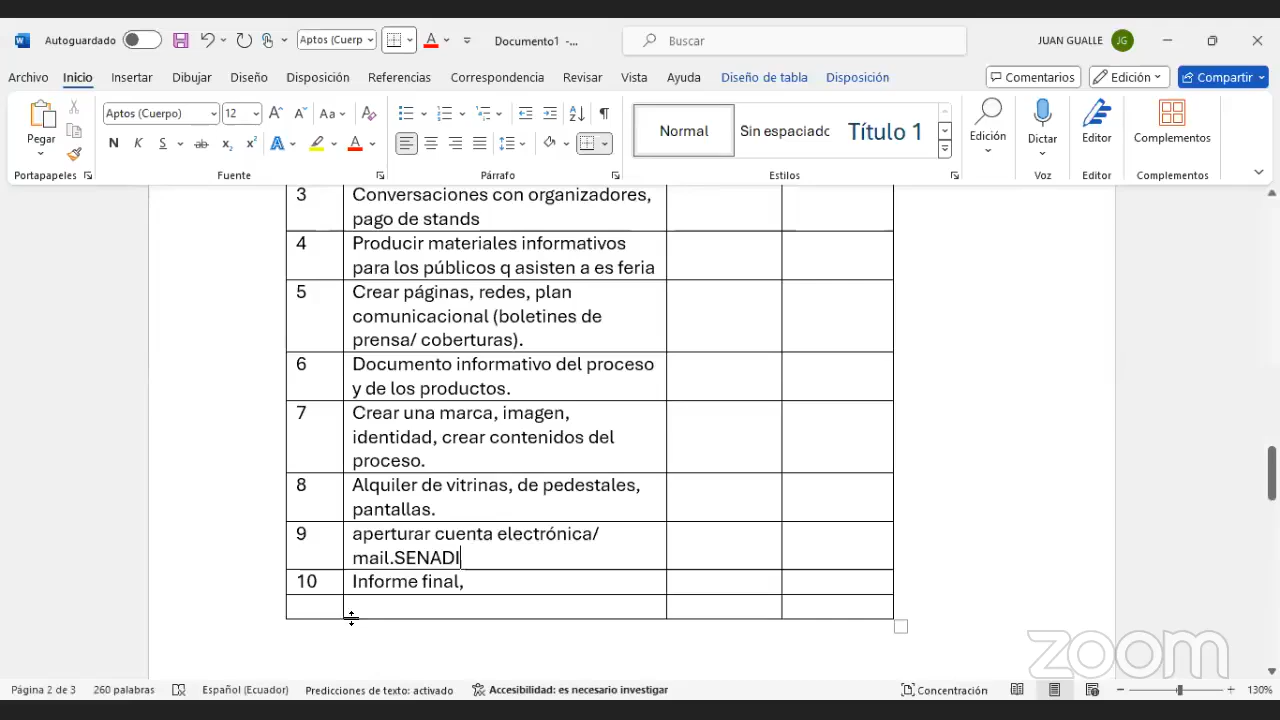 Autoguardado
Aptos (Cuerp
Documento1 -...
Buscar
JUAN GUALLE
JG
Archivo Inicio Insertar Dibujar Diseño Disposición Referencias Correspondencia Revisar Vista Ayuda Diseño de tabla Disposición
Comentarios
Edición
Compartir
Pegar
Portapapeles
Aptos (Cuerpo) 12
Aa
N K S ab x₂ x²
Fuente
Párrafo
Normal
Sin espaciado
Título 1
Estilos
Edición
Dictar
Voz
Editor
Editor
Complementos
Complementos
3 Conversaciones con organizadores,
pago de stands
4 Producir materiales informativos
para los públicos q asisten a es feria
5 Crear páginas, redes, plan
comunicacional (boletines de
prensa/ coberturas).
6 Documento informativo del proceso
y de los productos.
7 Crear una marca, imagen,
identidad, crear contenidos del
proceso.
8 Alquiler de vitrinas, de pedestales,
pantallas.
9 aperturar cuenta electrónica/
mail.SENADI
10 Informe final,
zoom
Página 2 de 3 260 palabras Español (Ecuador) Predicciones de texto: activado Accesibilidad: es necesario investigar Concentración 130%